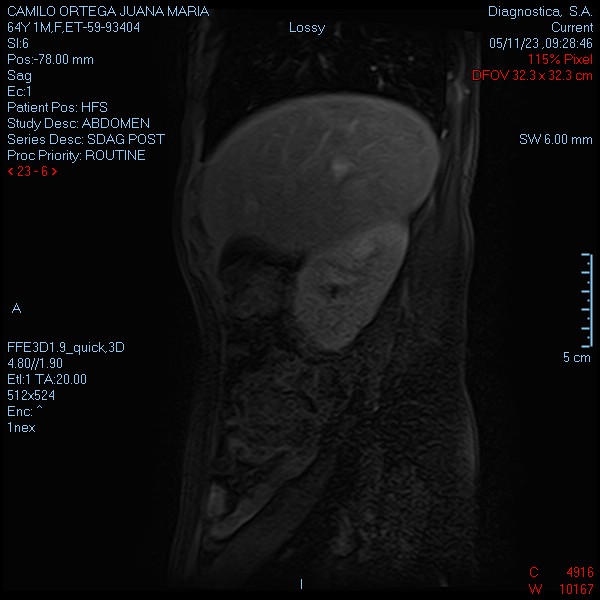 CAMILO ORTEGA JUANA MARIA
64Y 1M,F,ET-59-93404
Sl:6
Pos:-78.00 mm
Sag
Ec:1
Patient Pos: HFS
Study Desc: ABDOMEN
Series Desc: SDAG POST
Proc Priority: ROUTINE
< 23 - 6 >
Lossy
Diagnostica, S.A.
Current
05/11/23 ,09:28:46
115% Pixel
DFOV 32.3 x 32.3 cm
SW 6.00 mm
A
5 cm
FFE3D1.9_quick,3D
4.80//1.90
Etl:1 TA:20.00
512x524
Enc: ^
1nex
I
C 4916
W 10167